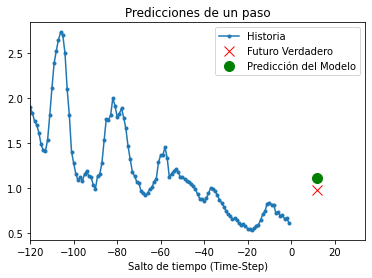 Predicciones de un paso
Historia
Futuro Verdadero
Predicción del Modelo
2.5
2.0
1.5
1.0
0.5
−120 −100 −80 −60 −40 −20 0 20
Salto de tiempo (Time-Step)